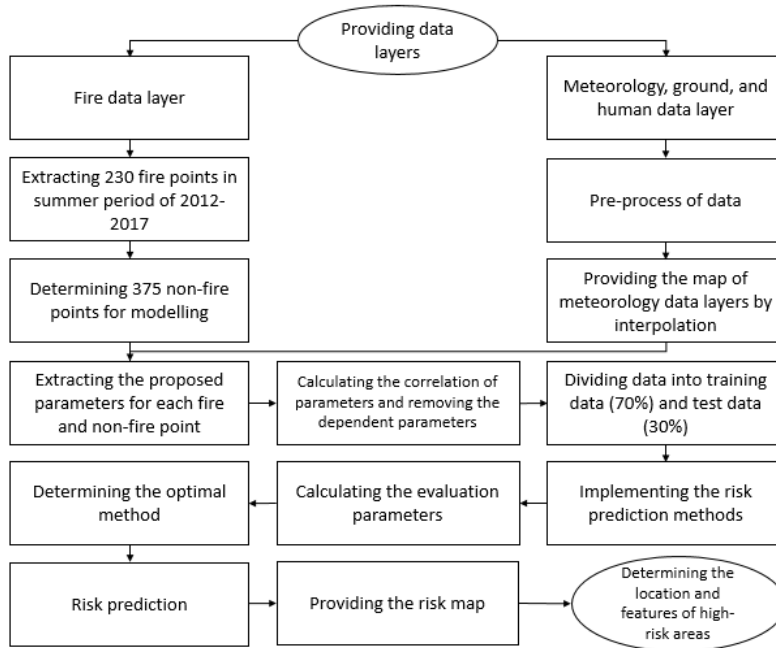 Providing data
layers
Fire data layer
Meteorology, ground, and
human data layer
Extracting 230 fire points in
summer period of 2012-
2017
Pre-process of data
Determining 375 non-fire
points for modelling
Providing the map of
meteorology data layers by
interpolation
Extracting the proposed
parameters for each fire
and non-fire point
Calculating the correlation of
parameters and removing the
dependent parameters
Dividing data into training
data (70%) and test data
(30%)
Determining the optimal
method
Calculating the evaluation
parameters
Implementing the risk
prediction methods
Risk prediction
Providing the risk map
Determining the
location and
features of high-
risk areas